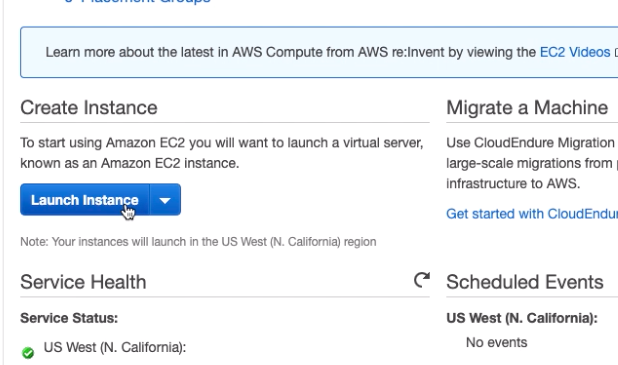 Placement Groups
Learn more about the latest in AWS Compute from AWS re:Invent by viewing the EC2 Videos
Create Instance
To start using Amazon EC2 you will want to launch a virtual server,
known as an Amazon EC2 instance.
Launch Instance
Note: Your instances will launch in the US West (N. California) region
Migrate a Machine
Use CloudEndure Migration
large-scale migrations from
infrastructure to AWS.
Get started with CloudEndur
Service Health
Service Status:
US West (N. California):
Scheduled Events
US West (N. California):
No events